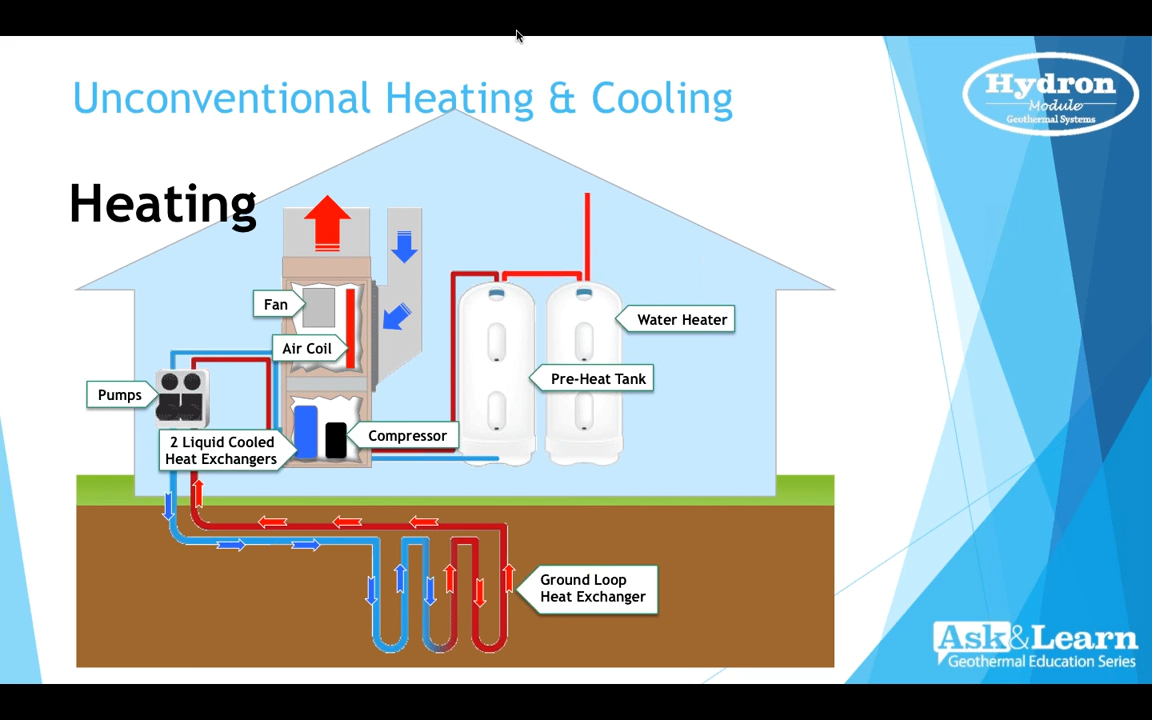 Unconventional Heating & Cooling
Hydron
Module
Geothermal Systems
Heating
Fan
Water Heater
Air Coil
Pre-Heat Tank
Pumps
Compressor
2 Liquid Cooled
Heat Exchangers
Ground Loop
Heat Exchanger
Ask&Learn
Geothermal Education Series